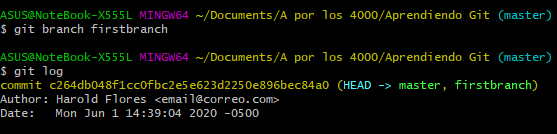 ASUS@NoteBook-X555L MINGW64 ~/Documents/A por los 4000/Aprendiendo Git (master)
$ git branch firstbranch
ASUS@NoteBook-X555L MINGW64 ~/Documents/A por los 4000/Aprendiendo Git (master)
$ git log
commit c264db048f1cc0fbc2e5e623d2250e896bec84a0 (HEAD -> master, firstbranch)
Author: Harold Flores <email@correo.com>
Date:   Mon Jun 1 14:39:04 2020 -0500